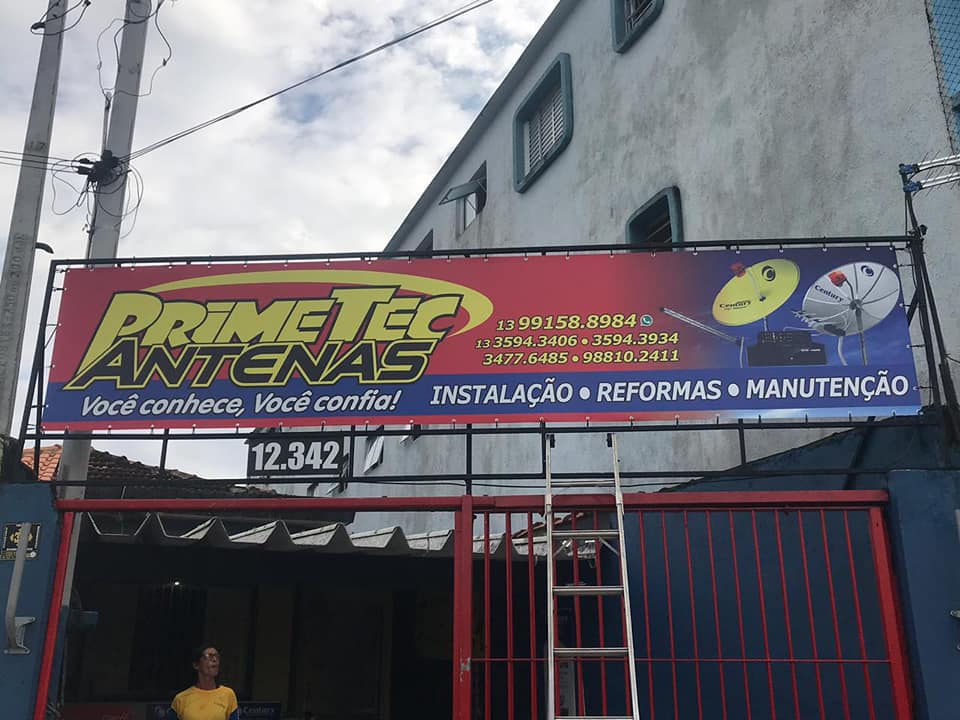 PRIMETEC
ANTENAS
Você conhece, Você confia!
13 99158.8984
13 3594.3406 • 3594.3934
3477.6485 • 98810.2411
INSTALAÇÃO • REFORMAS • MANUTENÇÃO
Century
Century
12.342
Century